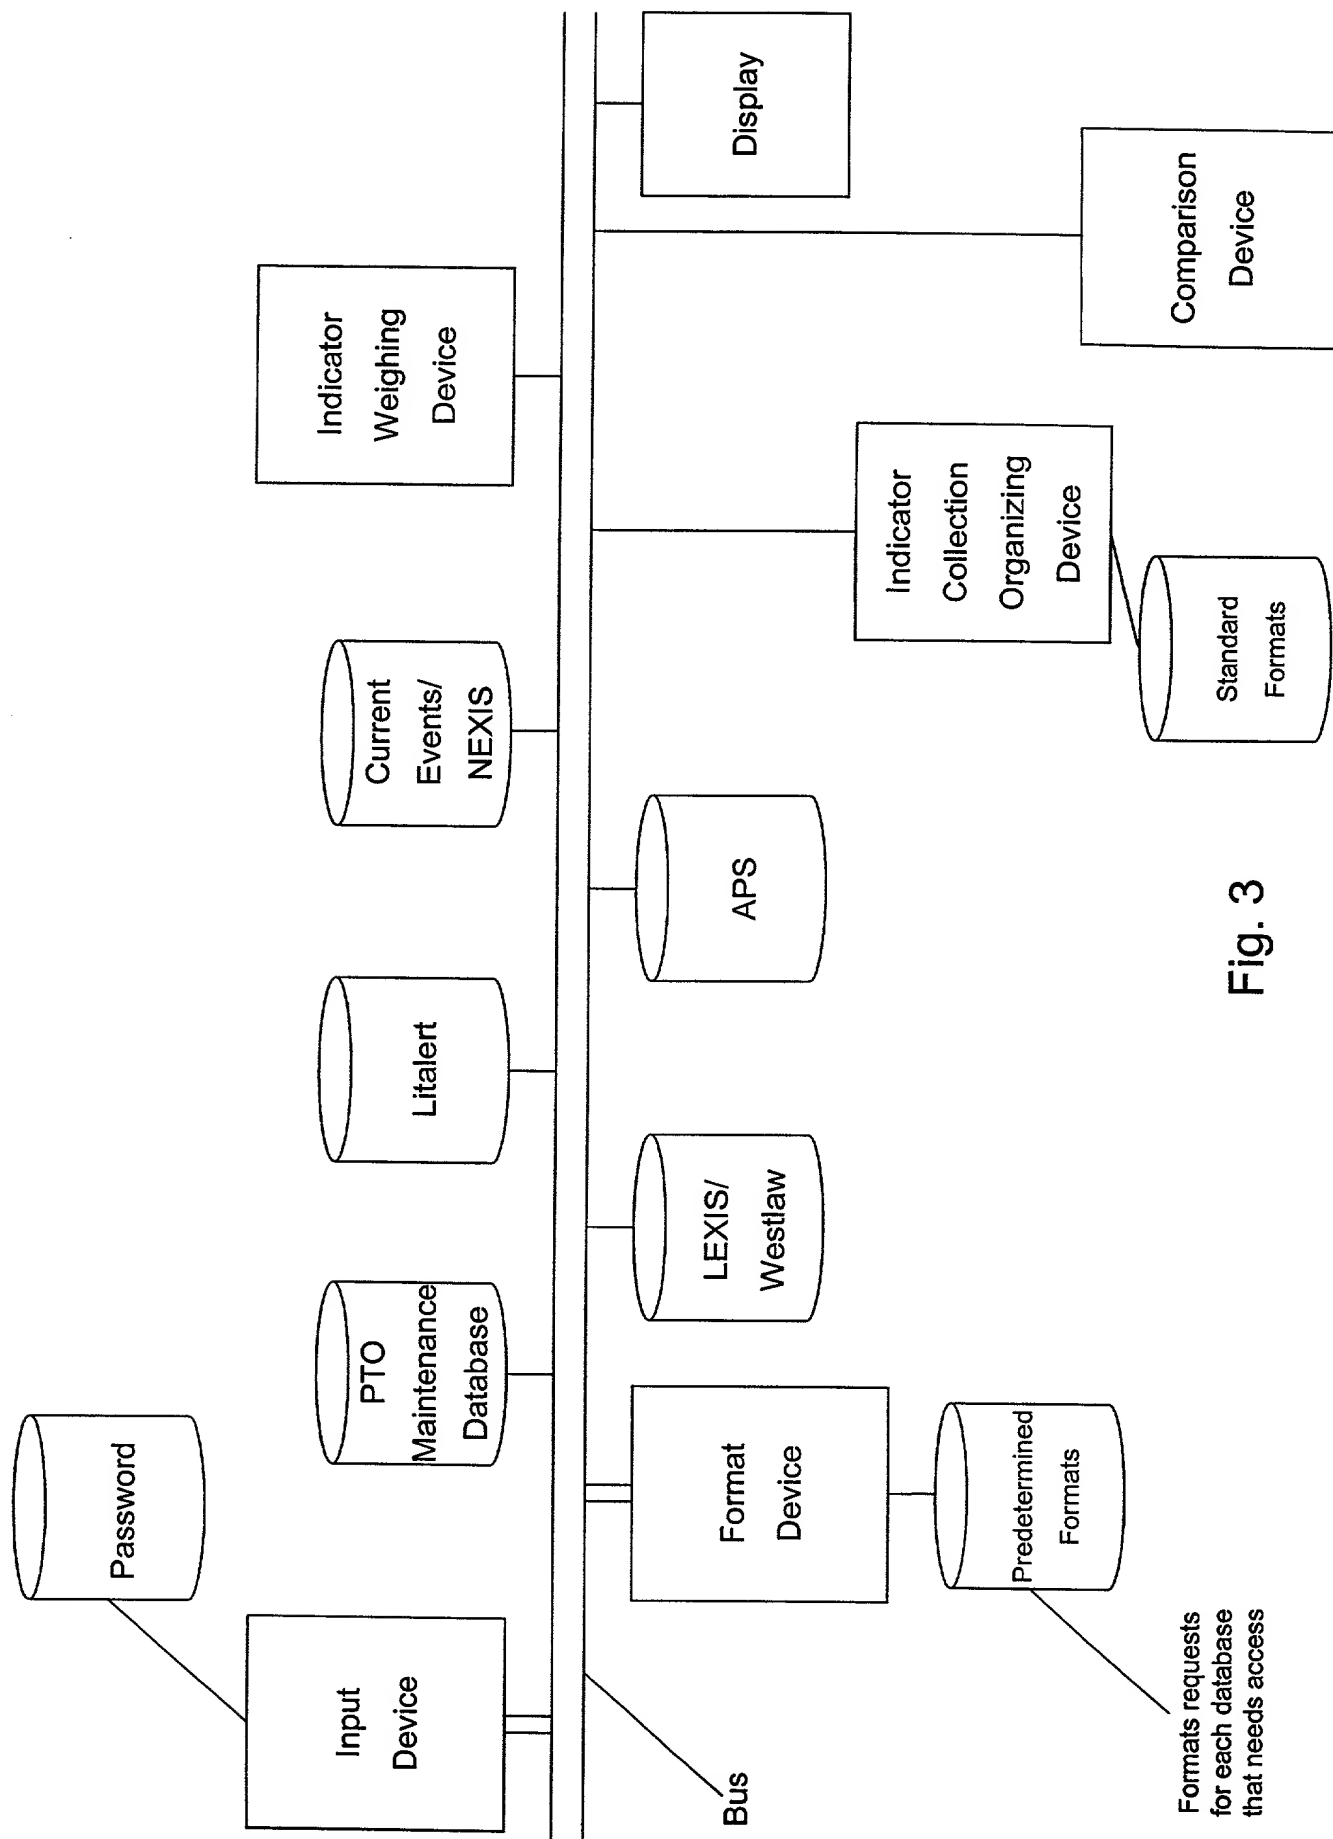 Password
Input
Device
PTO
Maintenance
Database
Litalert
Current
Events/
NEXIS
Indicator
Weighing
Device
Bus
Format
Device
LEXIS/
Westlaw
APS
Display
Predetermined
Formats
Indicator
Collection
Organizing
Device
Comparison
Device
Standard
Formats
Formats requests
for each database
that needs access
Fig. 3